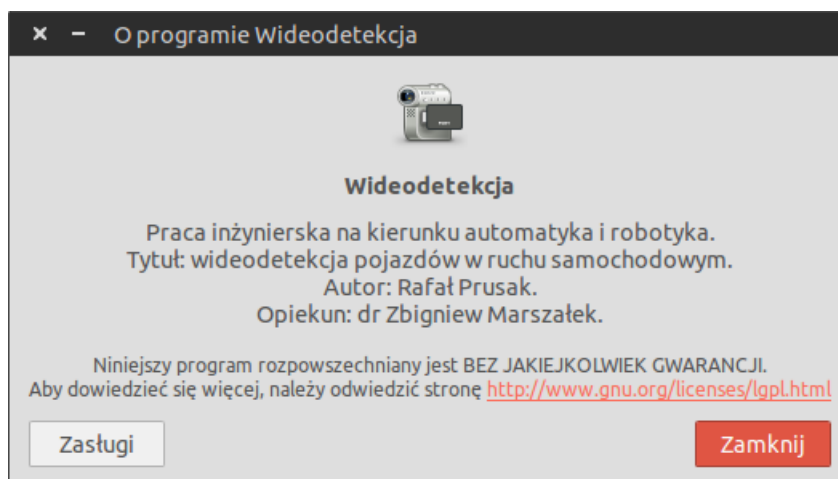 O programie Wideodetekcja
Wideodetekcja
Praca inżynierska na kierunku automatyka i robotyka.
Tytuł: wideodetekcja pojazdów w ruchu samochodowym.
Autor: Rafał Prusak.
Opiekun: dr Zbigniew Marszałek.
Niniejszy program rozpowszechniany jest BEZ JAKIEJKOLWIEK GWARANCJI.
Aby dowiedzieć się więcej, należy odwiedzić stronę http://www.gnu.org/licenses/lgpl.html
Zasługi
Zamknij